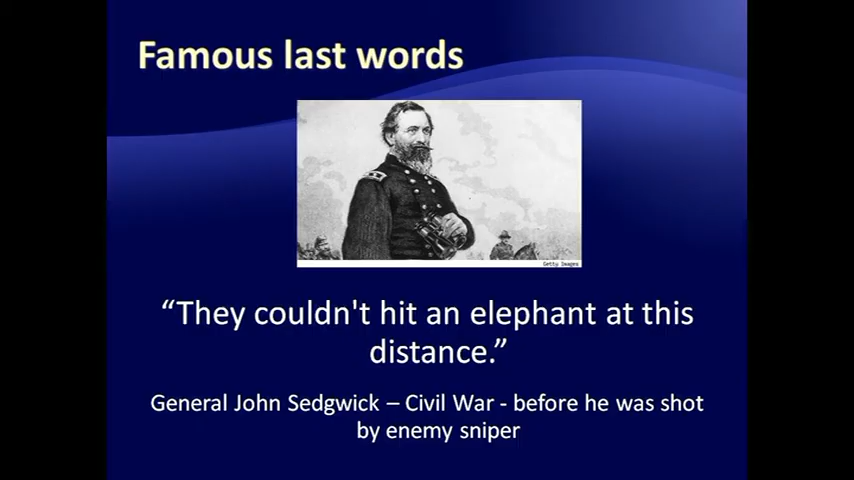 Famous last words
Getty Images
“They couldn't hit an elephant at this
distance.”
General John Sedgwick – Civil War - before he was shot
by enemy sniper